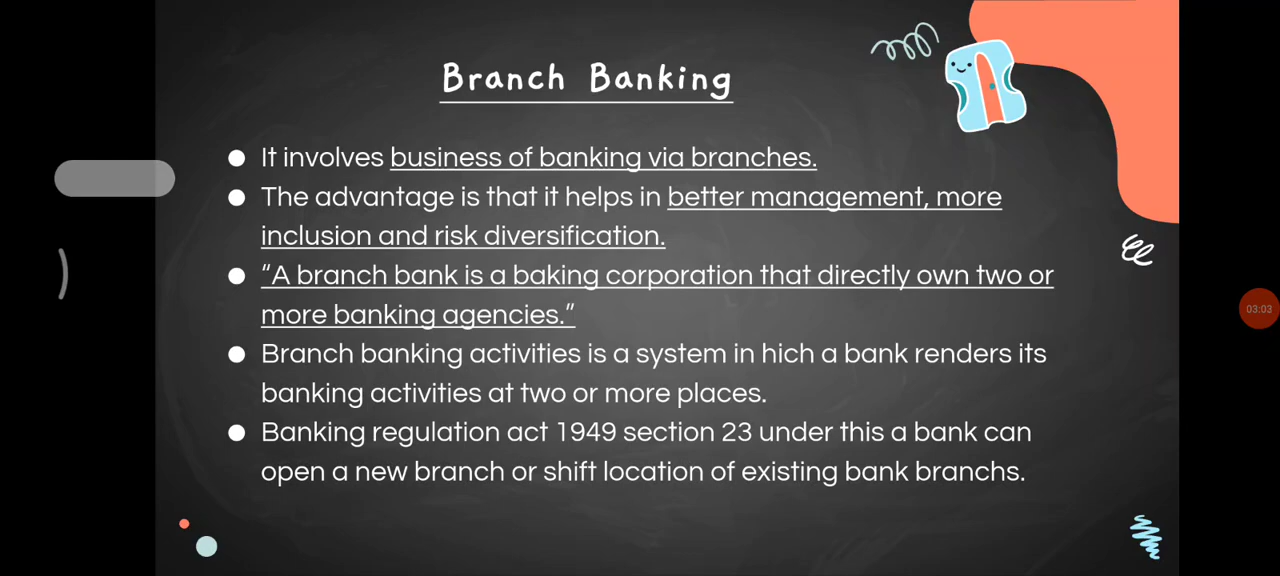 Branch Banking
It involves business of banking via branches.
The advantage is that it helps in better management, more
inclusion and risk diversification.
“A branch bank is a baking corporation that directly own two or
more banking agencies.”
Branch banking activities is a system in hich a bank renders its
banking activities at two or more places.
Banking regulation act 1949 section 23 under this a bank can
open a new branch or shift location of existing bank branchs.
03:03